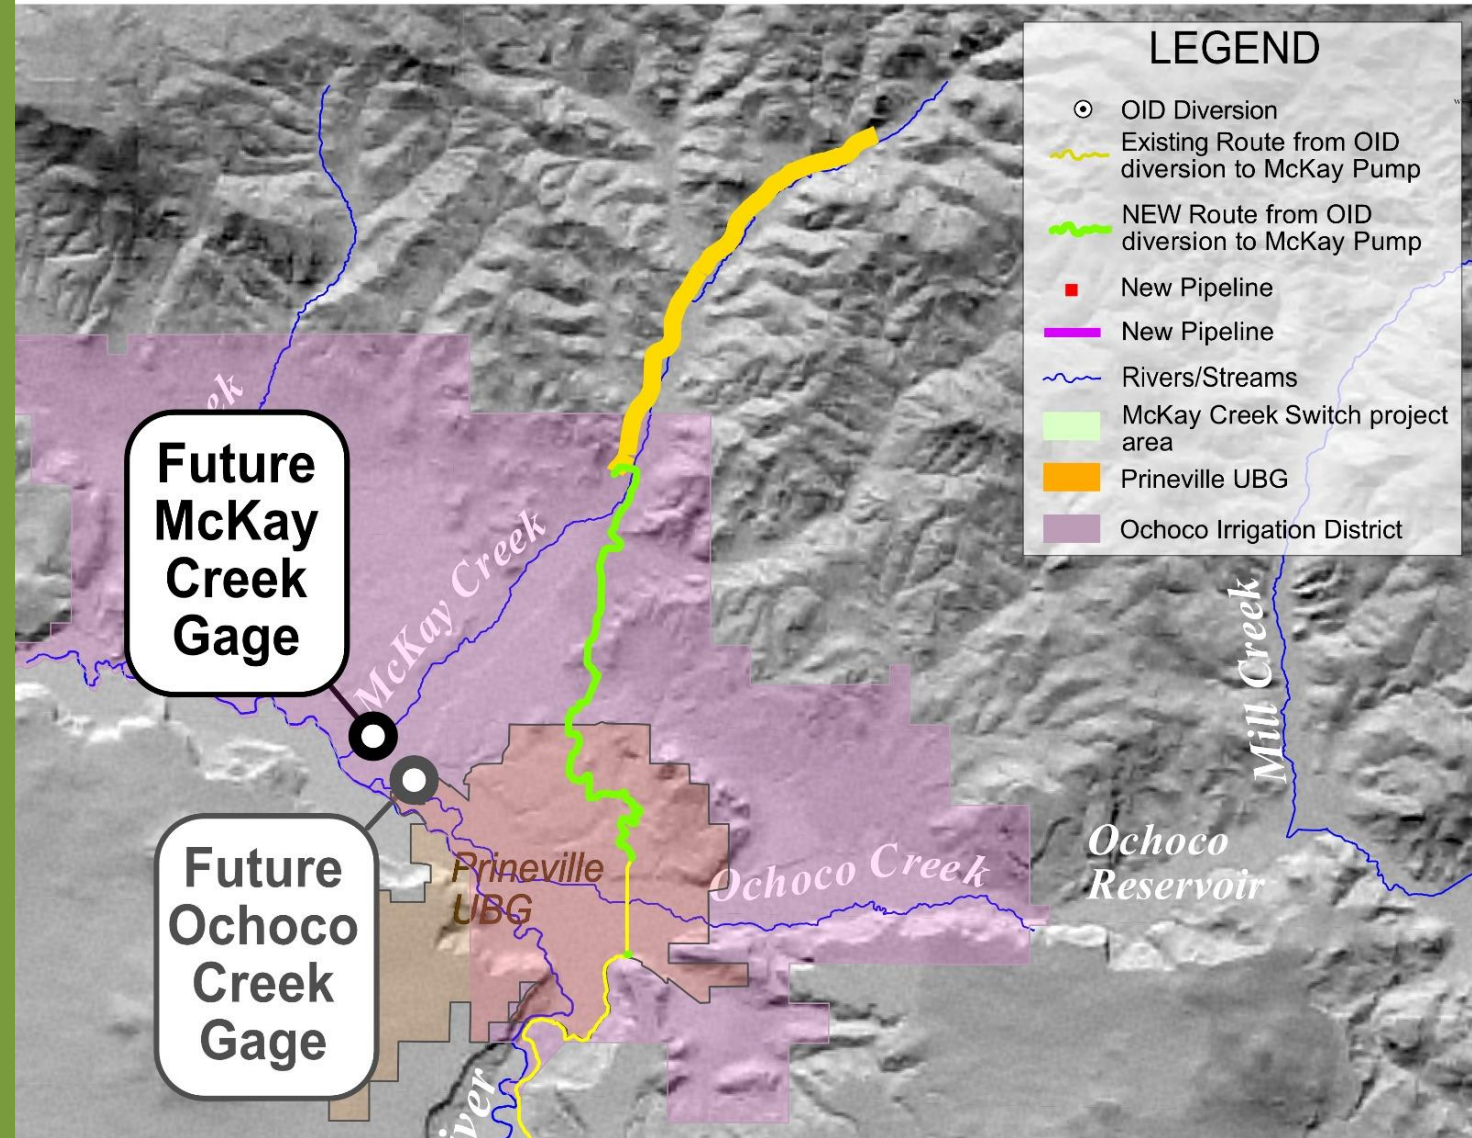 LEGEND
OID Diversion
Existing Route from OID
diversion to McKay Pump
NEW Route from OID
diversion to McKay Pump
New Pipeline
New Pipeline
Rivers/Streams
McKay Creek Switch project
area
Prineville UBG
Ochoco Irrigation District
ek
Future
McKay
Creek
Gage
McKay Creek
Mill Creek
Future
Ochoco
Creek
Gage
Prineville
UBG
Ochoco Creek
Ochoco
Reservoir
iver